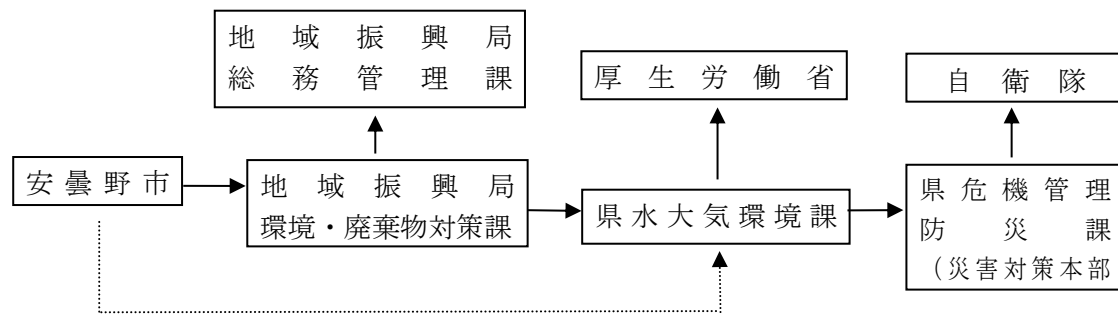 地域振興局
総務管理課
厚生労働省
自衛隊
安曇野市
地域振興局
環境・廃棄物対策課
県水大気環境課
県危機管理
防災課
（災害対策本部